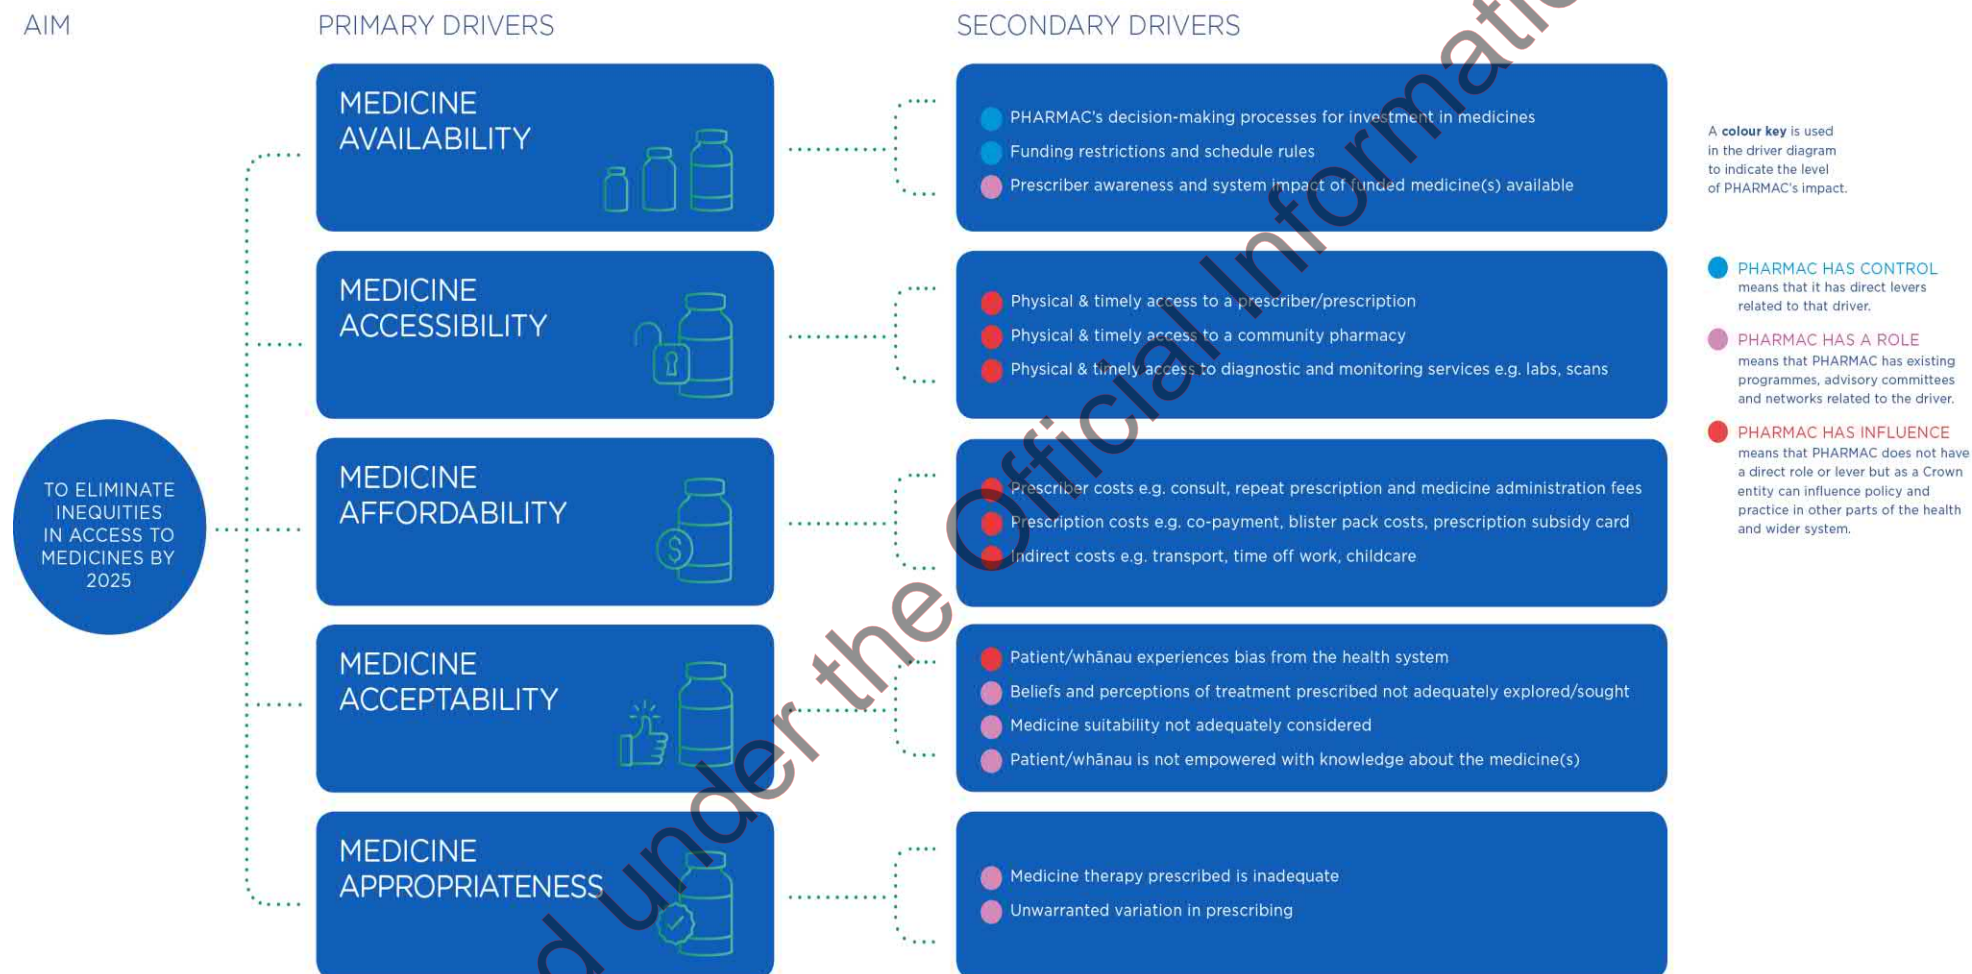 AIM
PRIMARY DRIVERS
SECONDARY DRIVERS
TO ELIMINATE
INEQUITIES
IN ACCESS TO
MEDICINES BY
2025
MEDICINE
AVAILABILITY
PHARMAC's decision-making processes for investment in medicines
Funding restrictions and schedule rules
Prescriber awareness and system impact of funded medicine(s) available
MEDICINE
ACCESSIBILITY
Physical & timely access to a prescriber/prescription
Physical & timely access to a community pharmacy
Physical & timely access to diagnostic and monitoring services e.g. labs, scans
MEDICINE
AFFORDABILITY
$
Prescriber costs e.g. consult, repeat prescription and medicine administration fees
Prescription costs e.g. co-payment, blister pack costs, prescription subsidy card
Indirect costs e.g. transport, time off work, childcare
MEDICINE
ACCEPTABILITY
Patient/whānau experiences bias from the health system
Beliefs and perceptions of treatment prescribed not adequately explored/sought
Medicine suitability not adequately considered
Patient/whānau is not empowered with knowledge about the medicine(s)
MEDICINE
APPROPRIATENESS
Medicine therapy prescribed is inadequate
Unwarranted variation in prescribing
A colour key is used
in the driver diagram
to indicate the level
of PHARMAC's impact.
PHARMAC HAS CONTROL
means that it has direct levers
related to that driver.
PHARMAC HAS A ROLE
means that PHARMAC has existing
programmes, advisory committees
and networks related to the driver.
PHARMAC HAS INFLUENCE
means that PHARMAC does not have
a direct role or lever but as a Crown
entity can influence policy and
practice in other parts of the health
and wider system.
under the Official